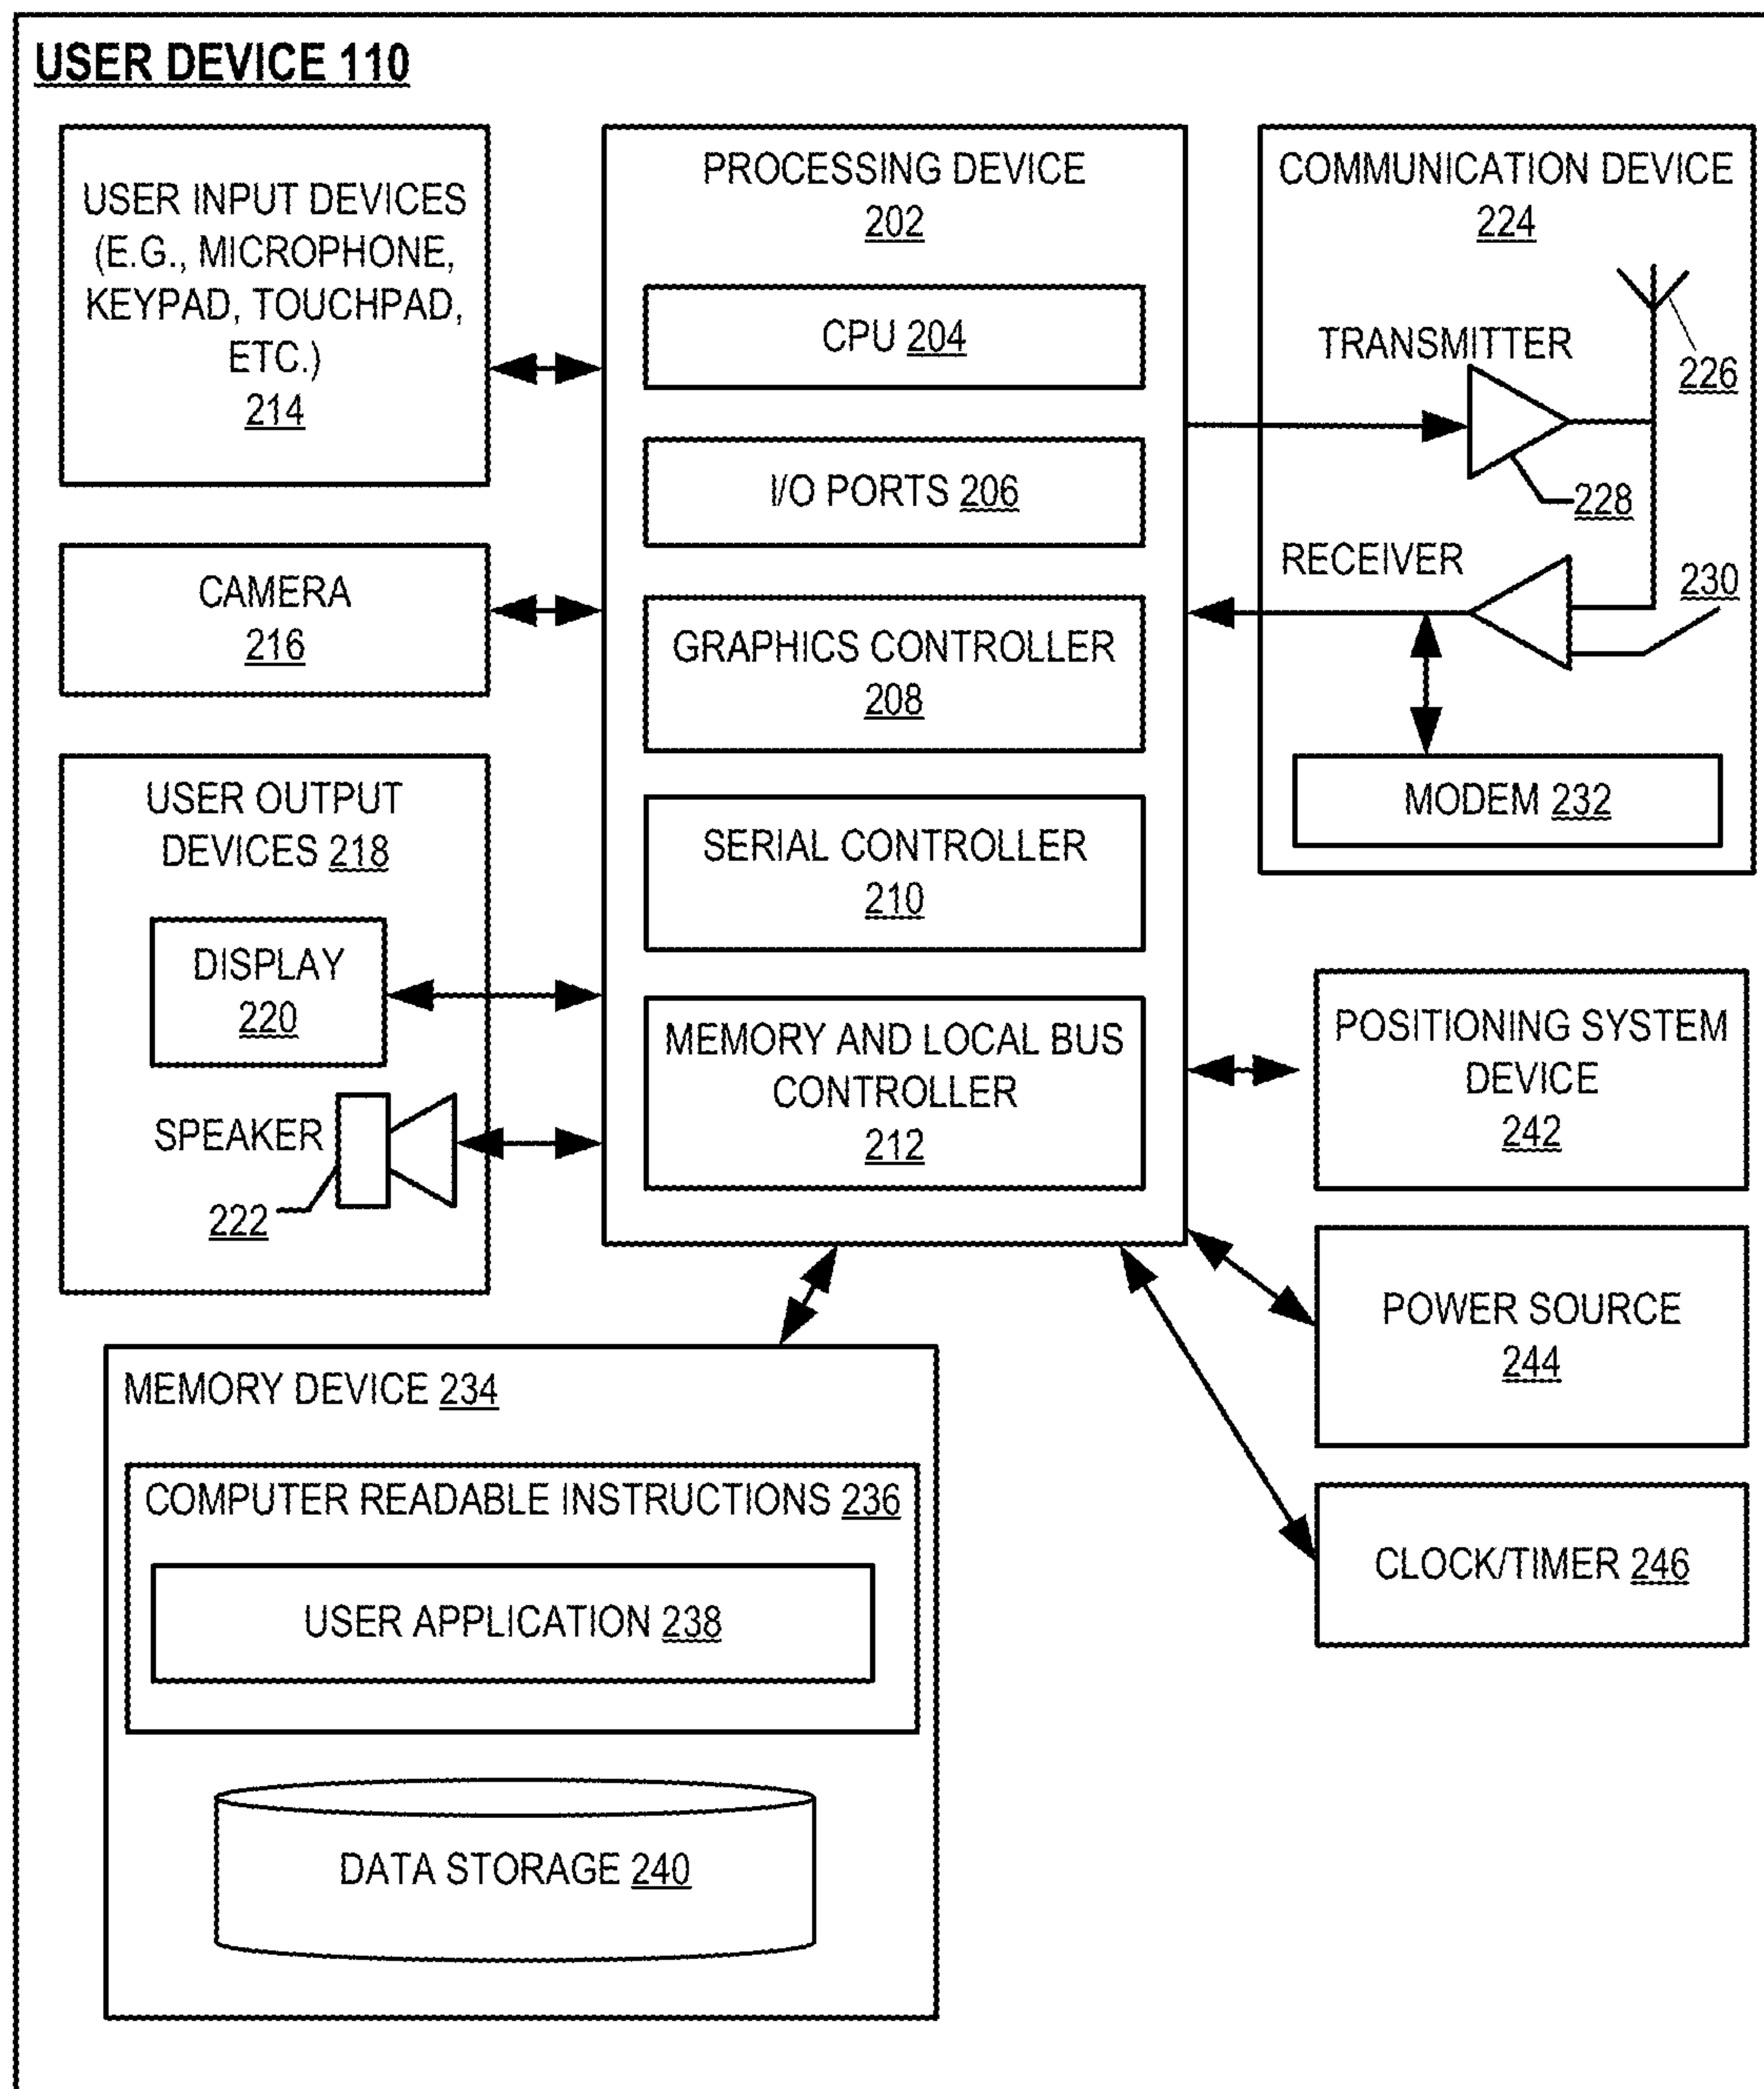 USER DEVICE 110
USER INPUT DEVICES
(E.G., MICROPHONE,
KEYPAD, TOUCHPAD,
ETC.)
214
CAMERA
216
USER OUTPUT
DEVICES 218
DISPLAY
220
SPEAKER
222
PROCESSING DEVICE
202
CPU 204
I/O PORTS 206
GRAPHICS CONTROLLER
208
SERIAL CONTROLLER
210
MEMORY AND LOCAL BUS
CONTROLLER
212
COMMUNICATION DEVICE
224
TRANSMITTER
226
228
RECEIVER
230
MODEM 232
POSITIONING SYSTEM
DEVICE
242
POWER SOURCE
244
CLOCK/TIMER 246
MEMORY DEVICE 234
COMPUTER READABLE INSTRUCTIONS 236
USER APPLICATION 238
DATA STORAGE 240